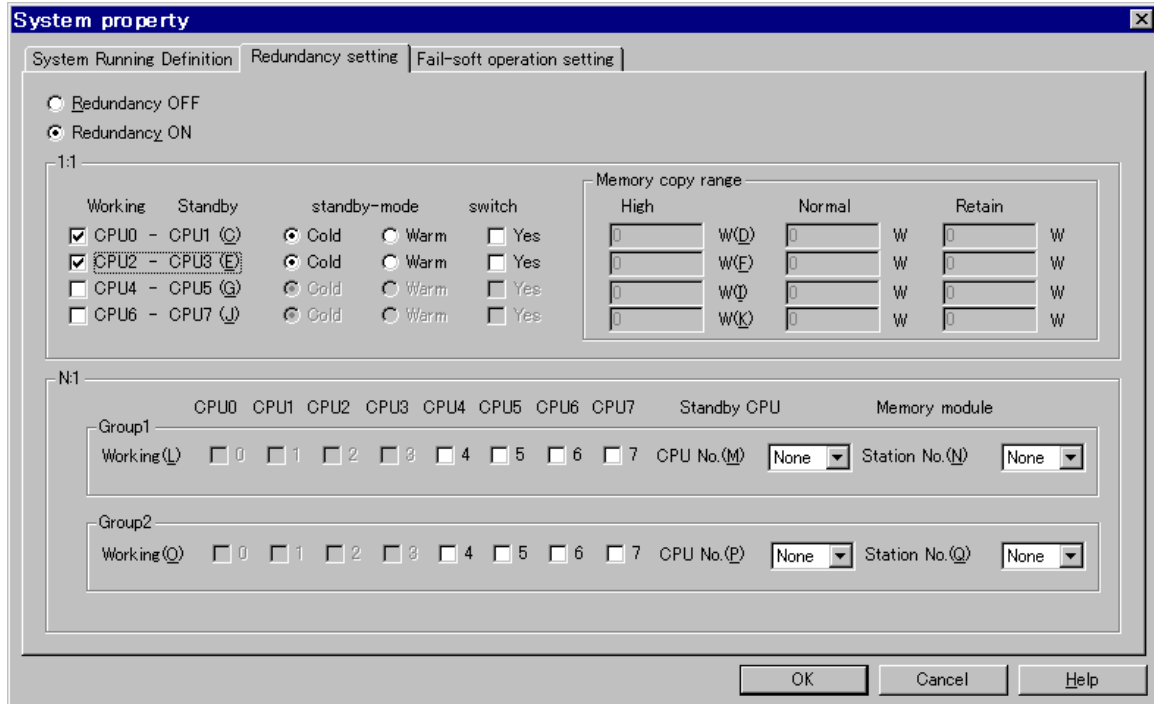 System property
System Running Definition Redundancy setting Fail-soft operation setting
Redundancy OFF
Redundancy ON
1:1
Memory copy range
Working Standby standby-mode switch High Normal Retain
CPU0 - CPU1 (C) Cold Warm Yes 0 W(D) 0 W 0 W
CPU2 - CPU3 (E) Cold Warm Yes 0 W(F) 0 W 0 W
CPU4 - CPU5 (G) Cold Warm Yes 0 W(I) 0 W 0 W
CPU6 - CPU7 (J) Cold Warm Yes 0 W(K) 0 W 0 W
N:1
CPU0 CPU1 CPU2 CPU3 CPU4 CPU5 CPU6 CPU7 Standby CPU Memory module
Group1
Working(L) 0 1 2 3 4 5 6 7 CPU No.(M) None Station No.(N) None
Group2
Working(O) 0 1 2 3 4 5 6 7 CPU No.(P) None Station No.(Q) None
OK Cancel Help